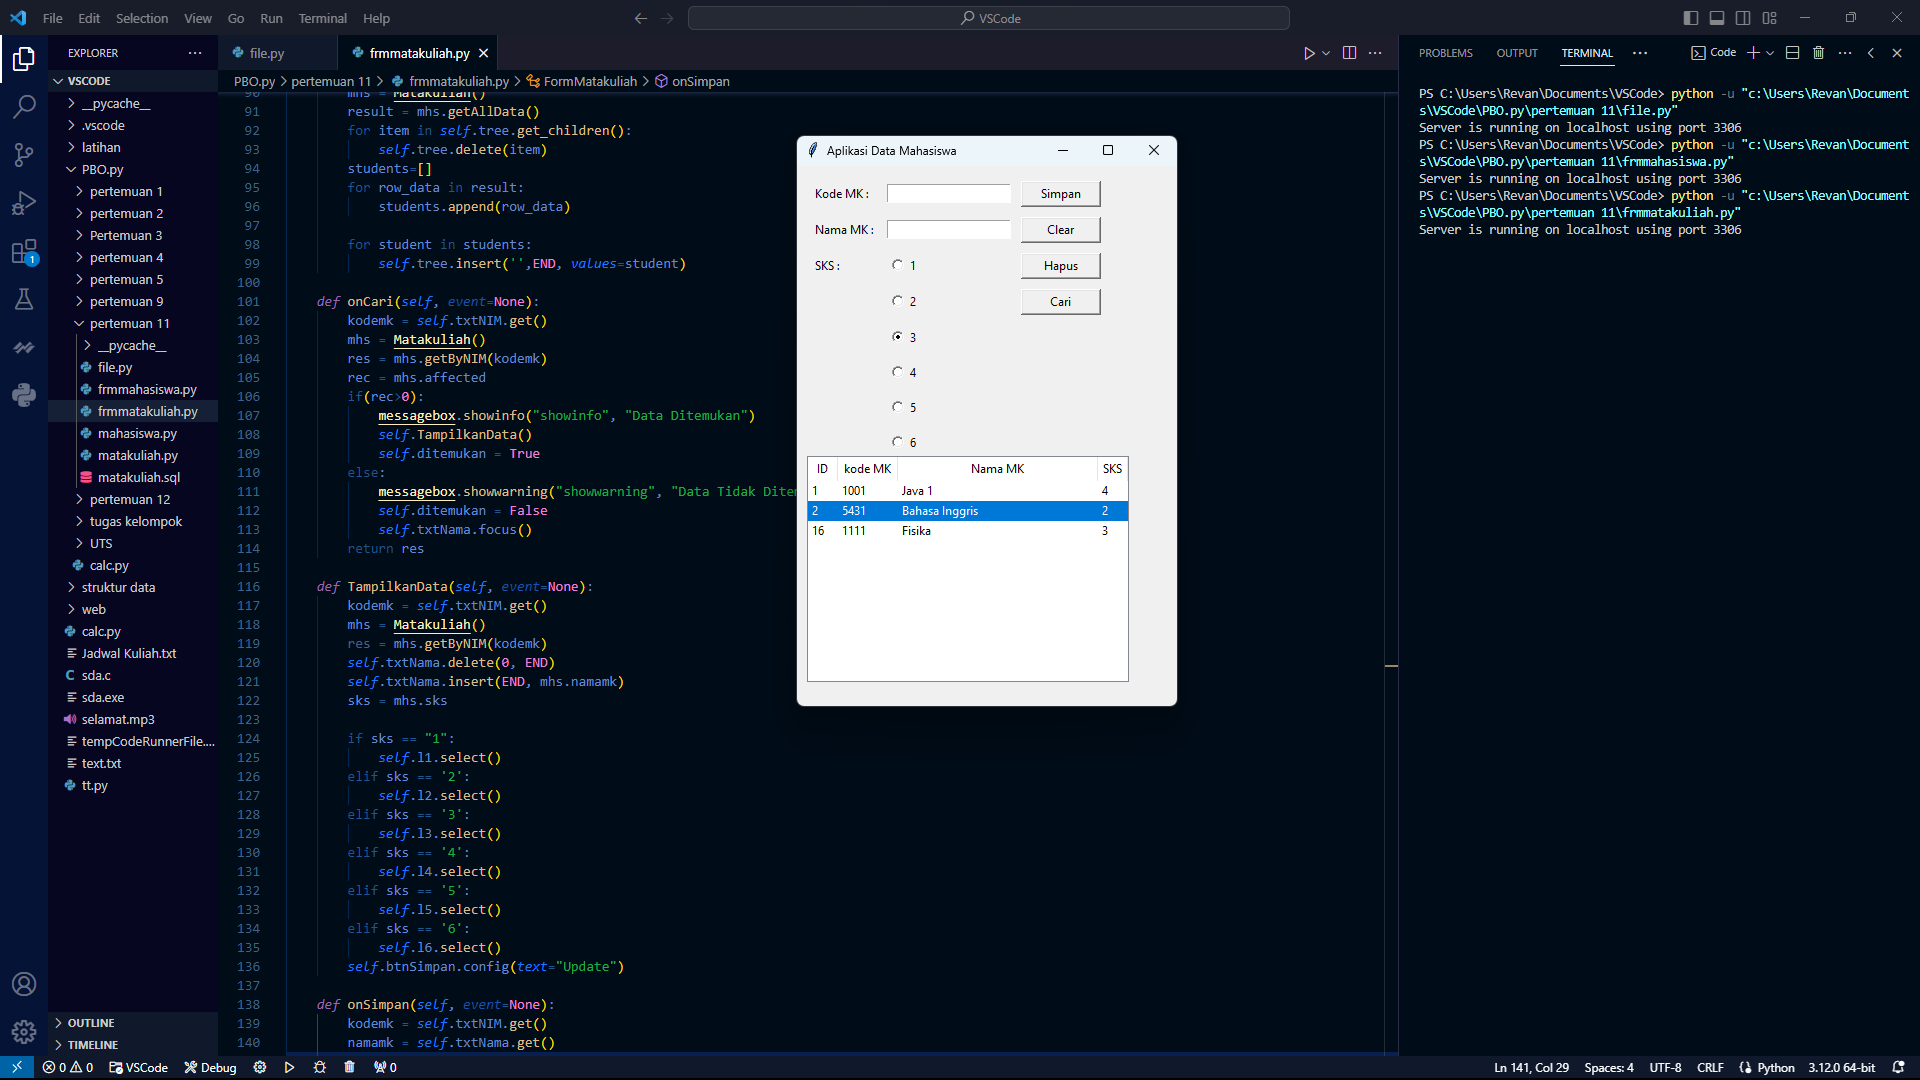 File Edit Selection View Go Run Terminal Help
VSCode
EXPLORER
VSCODE
__pycache__
.vscode
latihan
PBO.py
pertemuan 1
pertemuan 2
Pertemuan 3
pertemuan 4
pertemuan 5
pertemuan 9
pertemuan 11
__pycache__
file.py
frmmahasiswa.py
frmmatakuliah.py
mahasiswa.py
matakuliah.py
matakuliah.sql
pertemuan 12
tugas kelompok
UTS
calc.py
struktur data
web
calc.py
Jadwal Kuliah.txt
sda.c
sda.exe
selamat.mp3
tempCodeRunnerFile....
text.txt
tt.py
OUTLINE
TIMELINE
1
file.py frmmatakuliah.py
PBO.py > pertemuan 11 > frmmatakuliah.py > FormMatakuliah > onSimpan
90 mhs = Matakuliah()
91 result = mhs.getAllData()
92 for item in self.tree.get_children():
93 self.tree.delete(item)
94 students=[]
95 for row_data in result:
96 students.append(row_data)
97
98 for student in students:
99 self.tree.insert('',END, values=student)
100
101 def onCari(self, event=None):
102 kodemk = self.txtNIM.get()
103 mhs = Matakuliah()
104 res = mhs.getByNIM(kodemk)
105 rec = mhs.affected
106 if(rec>0):
107 messagebox.showinfo("showinfo", "Data Ditemukan")
108 self.TampilkanData()
109 self.ditemukan = True
110 else:
111 messagebox.showwarning("showwarning", "Data Tidak Ditem
112 self.ditemukan = False
113 self.txtNama.focus()
114 return res
115
116 def TampilkanData(self, event=None):
117 kodemk = self.txtNIM.get()
118 mhs = Matakuliah()
119 res = mhs.getByNIM(kodemk)
120 self.txtNama.delete(0, END)
121 self.txtNama.insert(END, mhs.namamk)
122 sks = mhs.sks
123
124 if sks == "1":
125 self.l1.select()
126 elif sks == '2':
127 self.l2.select()
128 elif sks == '3':
129 self.l3.select()
130 elif sks == '4':
131 self.l4.select()
132 elif sks == '5':
133 self.l5.select()
134 elif sks == '6':
135 self.l6.select()
136 self.btnSimpan.config(text="Update")
137
138 def onSimpan(self, event=None):
139 kodemk = self.txtNIM.get()
140 namamk = self.txtNama.get()
Aplikasi Data Mahasiswa
Kode MK : Simpan
Nama MK : Clear
SKS : 1 Hapus
2 Cari
3
4
5
6
ID kode MK Nama MK SKS
1 1001 Java 1 4
2 5431 Bahasa Inggris 2
16 1111 Fisika 3
PROBLEMS OUTPUT TERMINAL Code
PS C:\Users\Revan\Documents\VSCode> python -u "c:\Users\Revan\Document
s\VSCode\PBO.py\pertemuan 11\file.py"
Server is running on localhost using port 3306
PS C:\Users\Revan\Documents\VSCode> python -u "c:\Users\Revan\Document
s\VSCode\PBO.py\pertemuan 11\frmmahasiswa.py"
Server is running on localhost using port 3306
PS C:\Users\Revan\Documents\VSCode> python -u "c:\Users\Revan\Document
s\VSCode\PBO.py\pertemuan 11\frmmatakuliah.py"
Server is running on localhost using port 3306
0 0 VSCode Debug 0
Ln 141, Col 29 Spaces: 4 UTF-8 CRLF Python 3.12.0 64-bit